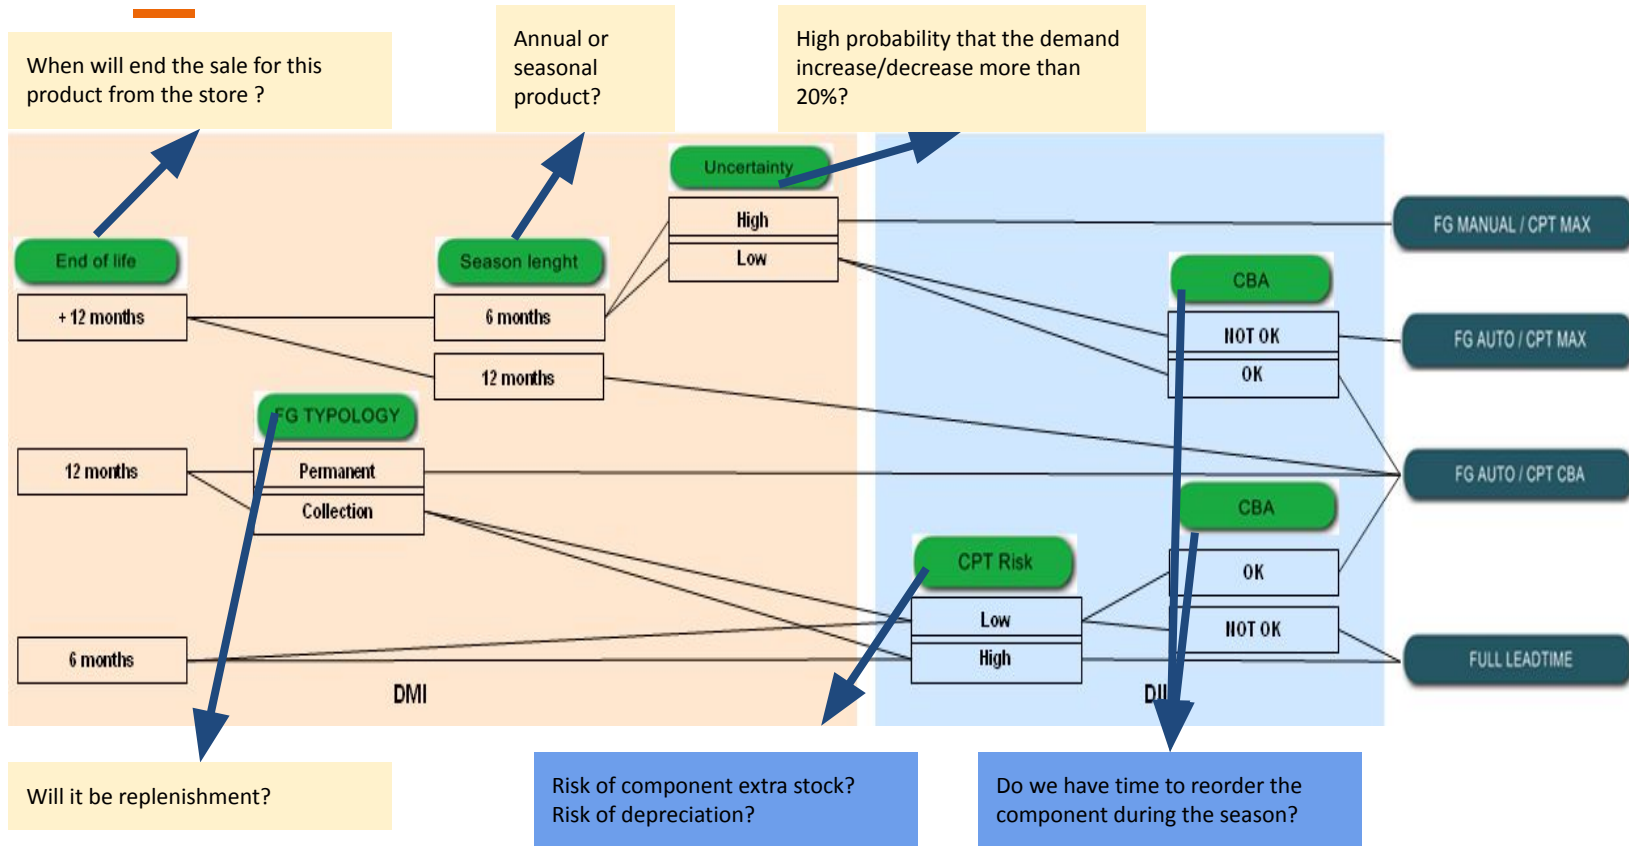 When will end the sale for this
product from the store ?
Annual or
seasonal
product?
High probability that the demand
increase/decrease more than
20%?
Uncertainty
High
Low
End of life
+ 12 months
Season lenght
6 months
12 months
CBA
NOT OK
OK
FG MANUAL / CPT MAX
FG AUTO / CPT MAX
FG AUTO / CPT CBA
FULL LEADTIME
FG TYPOLOGY
12 months
Permanent
Collection
CBA
OK
NOT OK
CPT Risk
Low
High
6 months
DMI
Will it be replenishment?
Risk of component extra stock?
Risk of depreciation?
Do we have time to reorder the
component during the season?